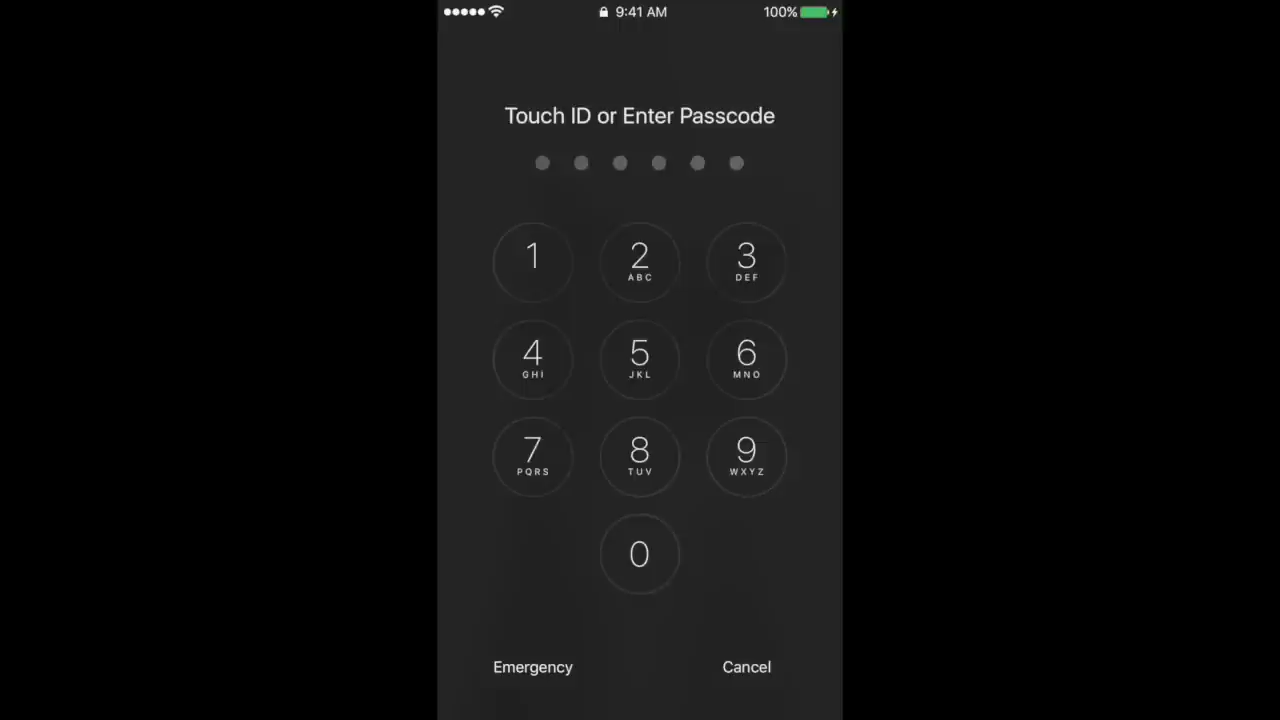 9:41 AM 100%
Touch ID or Enter Passcode
1 2 3
ABC DEF
4 5 6
GHI JKL MNO
7 8 9
PQRS TUV WXYZ
0
Emergency Cancel